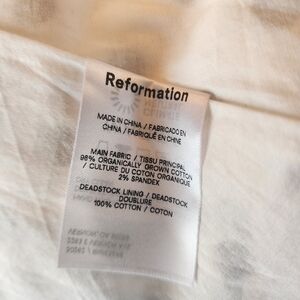 Reformation
MADE IN CHINA / FABRICADO EN
CHINA / FABRIQUÉ EN CHINE
MAIN FABRIC / TISSU PRINCIPAL
98% ORGANICALLY GROWN COTTON
/ CULTURE DU COTON ORGANIQUE
2% SPANDEX
DEADSTOCK LINING / DEADSTOCK
DOUBLURE
100% COTTON / COTON